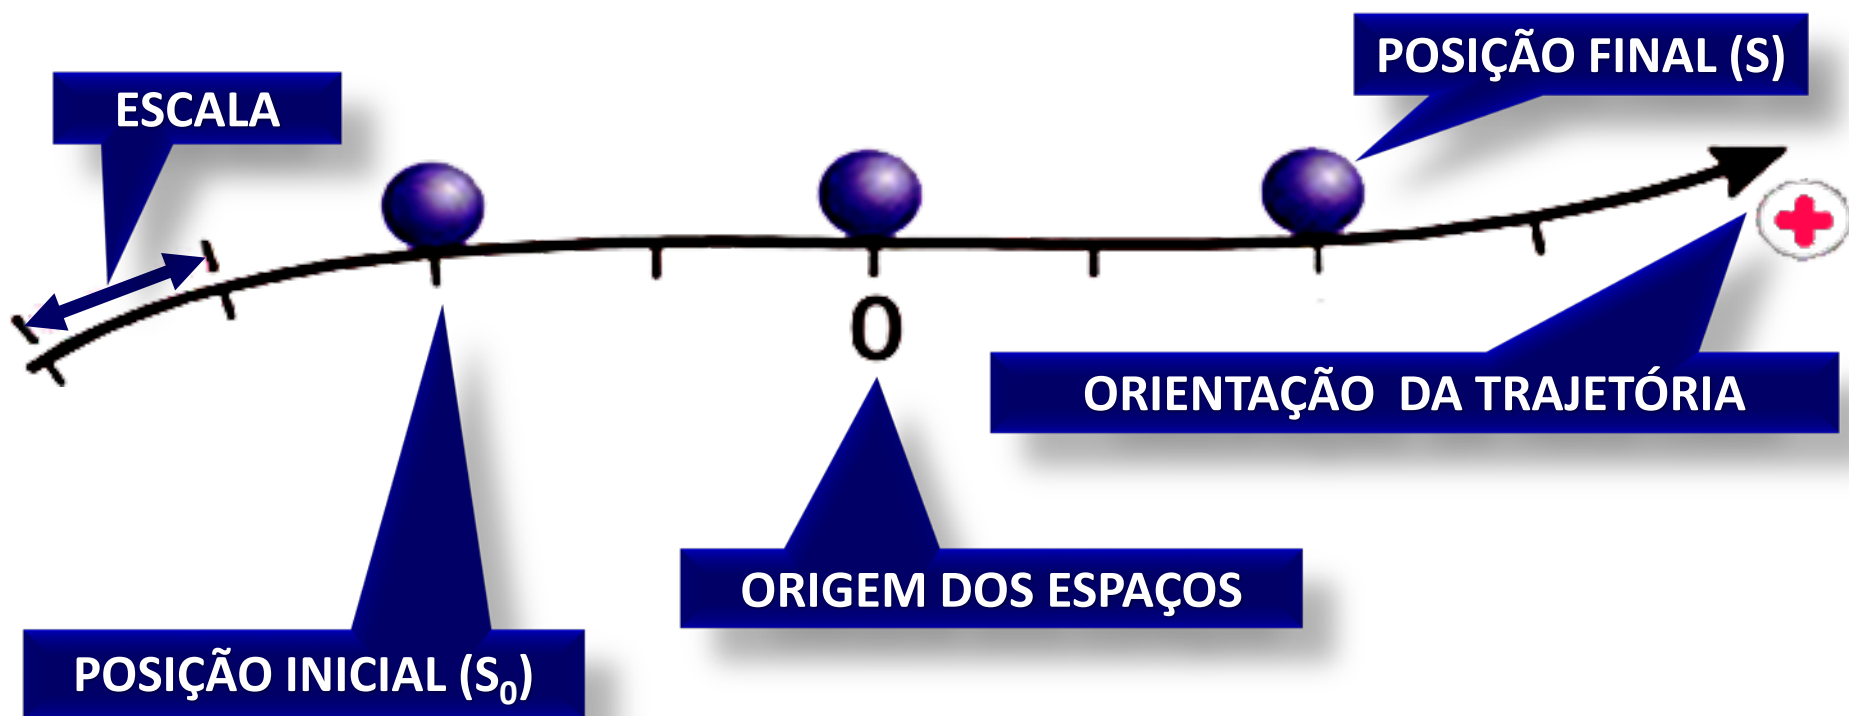 POSIÇÃO FINAL (S)
ESCALA
0
ORIENTAÇÃO DA TRAJETÓRIA
ORIGEM DOS ESPAÇOS
POSIÇÃO INICIAL (S₀)